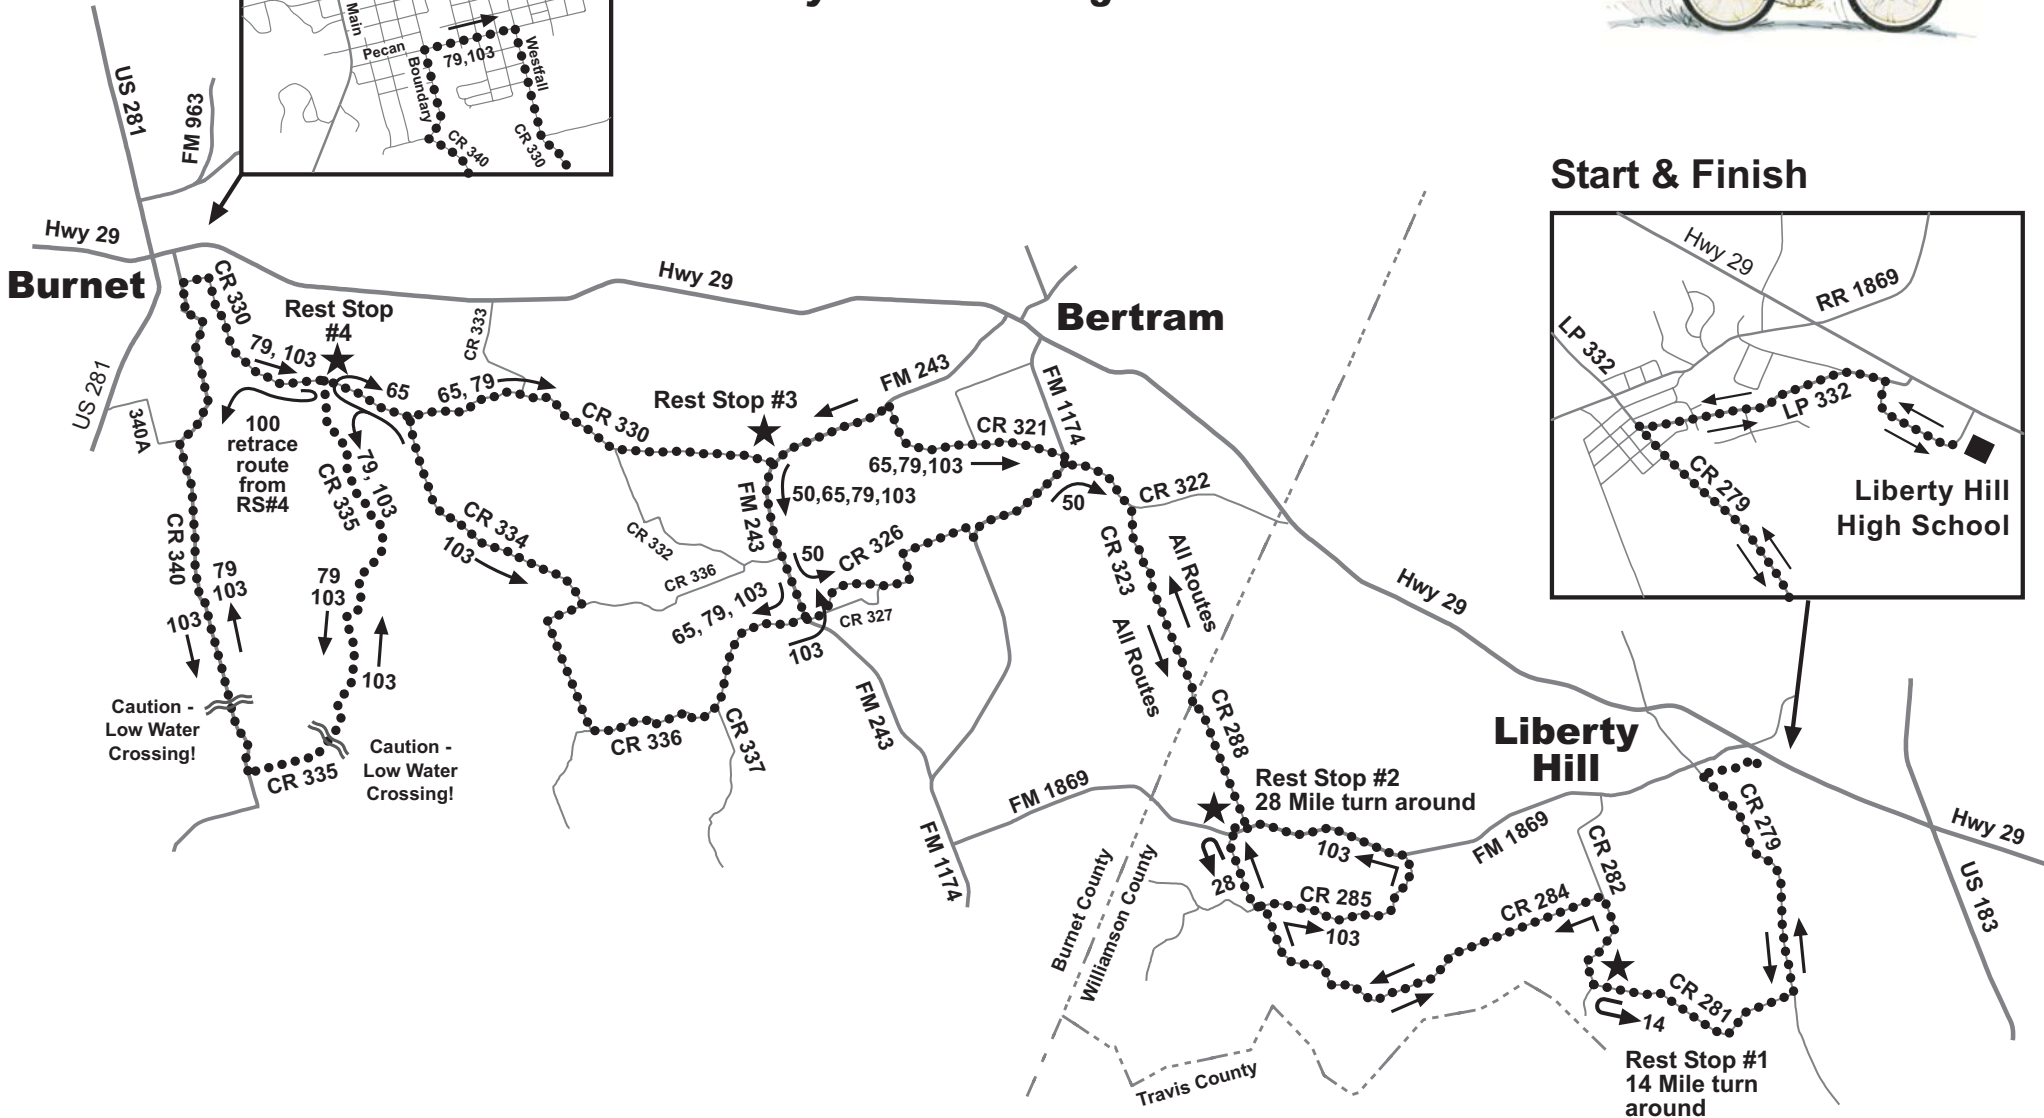 Main
Pecan
79,103
Boundary
Westfall
CR 340
CR 330
US 281
FM 963
Hwy 29
Burnet
US 281
340A
CR 330
Rest Stop
#4
79, 103
65
100
retrace
route
from
RS#4
CR 335
79, 103
CR 340
79
103
103
79
103
103
Caution -
Low Water
Crossing!
CR 335
Caution -
Low Water
Crossing!
CR 333
65, 79
CR 330
Hwy 29
Rest Stop #3
CR 334
103
CR 332
CR 336
FM 243
50,65,79,103
50
CR 326
65, 79, 103
103
CR 327
CR 336
CR 337
FM 243
FM 243
Bertram
FM 1174
CR 321
65,79,103
50
CR 322
CR 323
All Routes
All Routes
Hwy 29
CR 288
FM 1869
FM 1174
Rest Stop #2
28 Mile turn around
28
103
CR 285
103
Burnet County
Williamson County
Travis County
FM 1869
CR 284
CR 282
Liberty
Hill
CR 279
CR 281
14
Rest Stop #1
14 Mile turn
around
US 183
Hwy 29
Start & Finish
Hwy 29
RR 1869
LP 332
LP 332
CR 279
Liberty Hill
High School